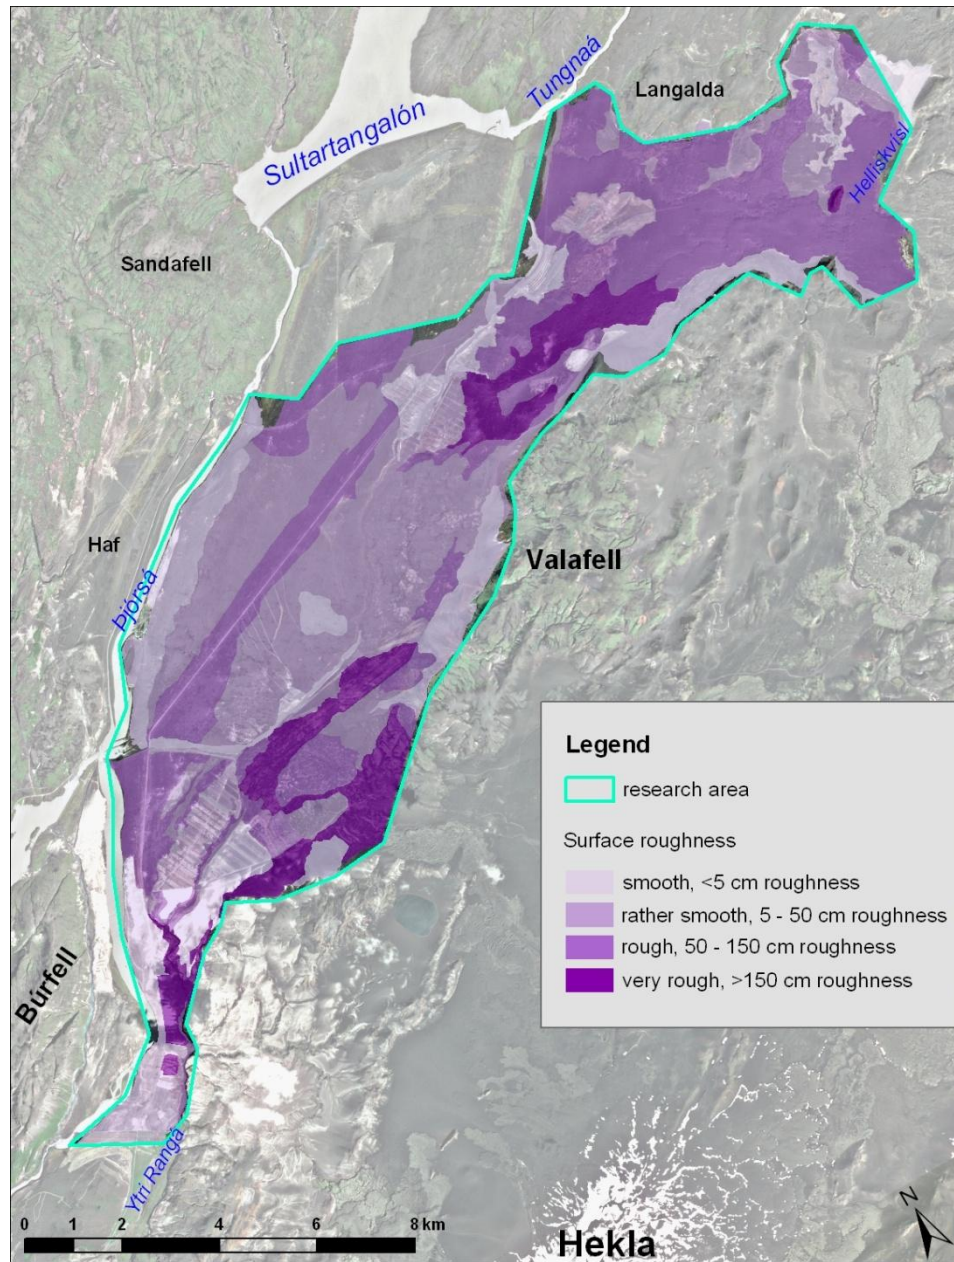 Tungnaá
Langalda
Sultartangalón
Helliskvísl
Sandafell
Haf
Þjórsá
Valafell
Legend
research area
Surface roughness
smooth, <5 cm roughness
rather smooth, 5 - 50 cm roughness
rough, 50 - 150 cm roughness
very rough, >150 cm roughness
Búrfell
Ytri Rangá
N
0 1 2 4 6 8 km
Hekla